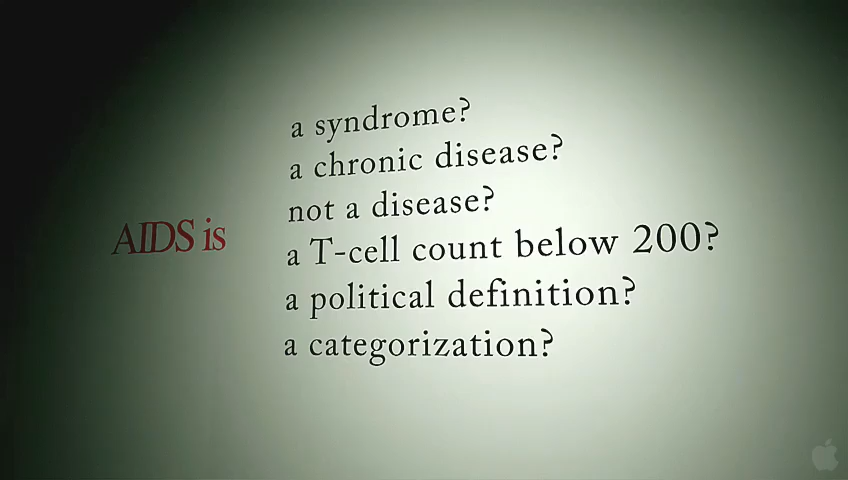 a syndrome?
a chronic disease?
not a disease?
AIDS is
a T-cell count below 200?
a political definition?
a categorization?